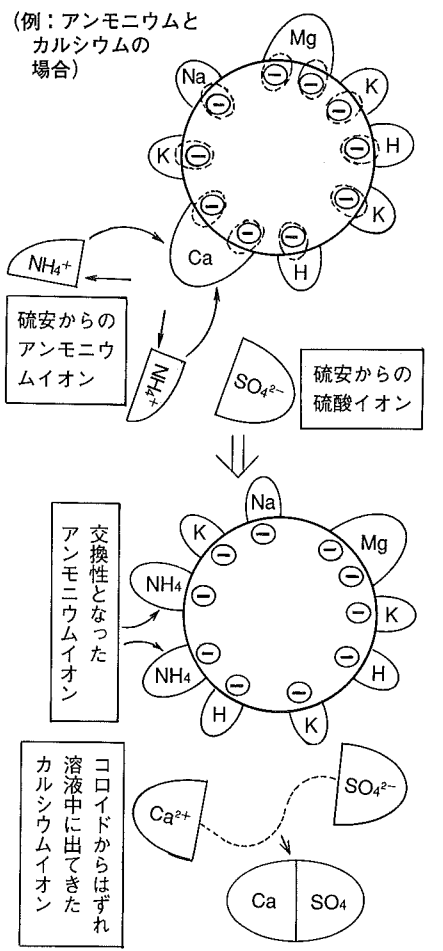 (例：アンモニウムと
カルシウムの
場合)
Mg
Na
K
K
H
K
Ca
H
NH₄⁺
NH₄⁺
硫安からの
アンモニウ
ムイオン
SO₄²⁻
硫安からの
硫酸イオン
Na
K
Mg
NH₄
K
NH₄
H
H
K
交換性となった
アンモニウムイオン
コロイドからはずれ
溶液中に出てきた
カルシウムイオン
Ca²⁺
SO₄²⁻
Ca
SO₄